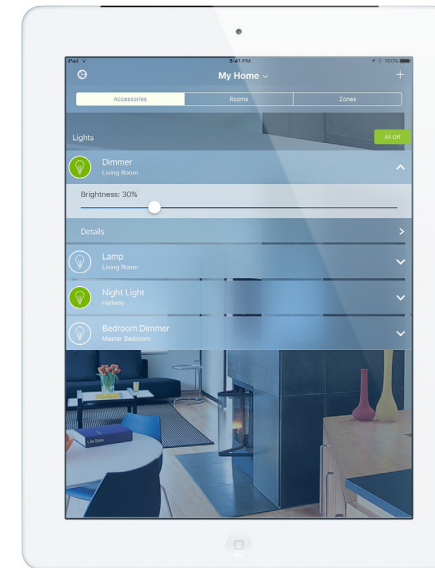 iPad
3:41 PM
100%
My Home
Accessories
Rooms
Zones
Lights
All Off
Dimmer
Living Room
Brightness: 30%
Details
Lamp
Living Room
Night Light
Hallway
Bedroom Dimmer
Master Bedroom
Life Style